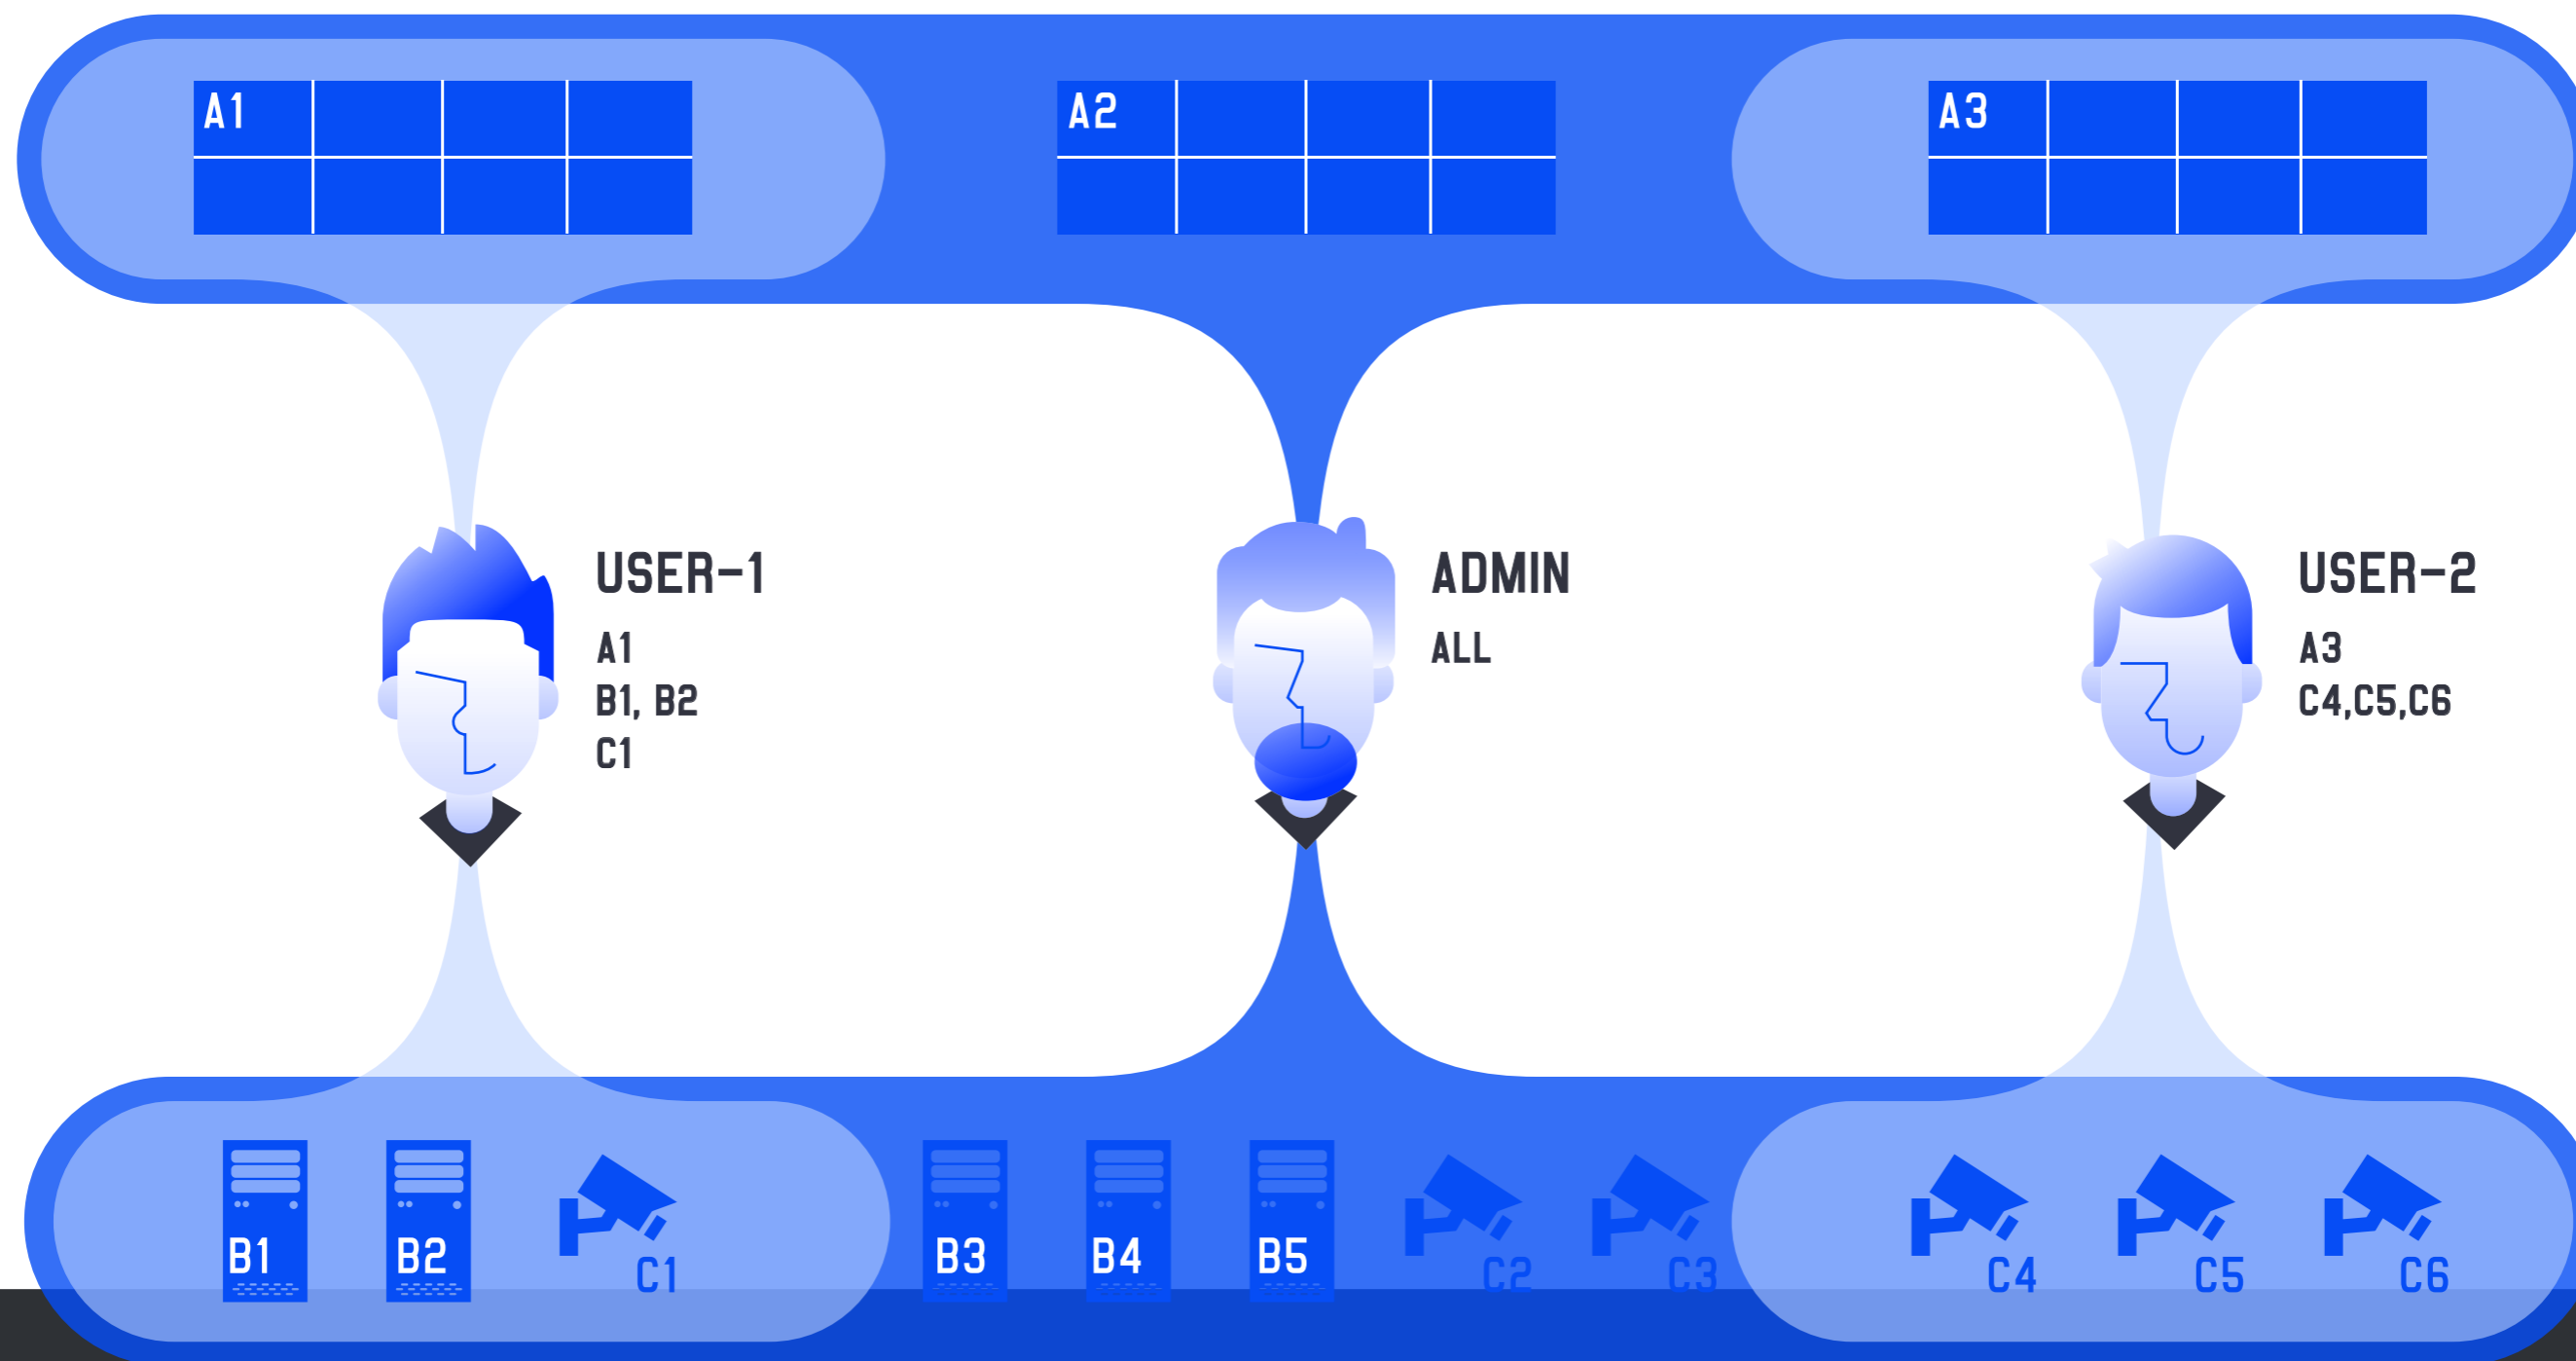 A1
A2
A3
USER-1
A1
B1, B2
C1
ADMIN
ALL
USER-2
A3
C4,C5,C6
B1
B2
C1
B3
B4
B5
C2
C3
C4
C5
C6